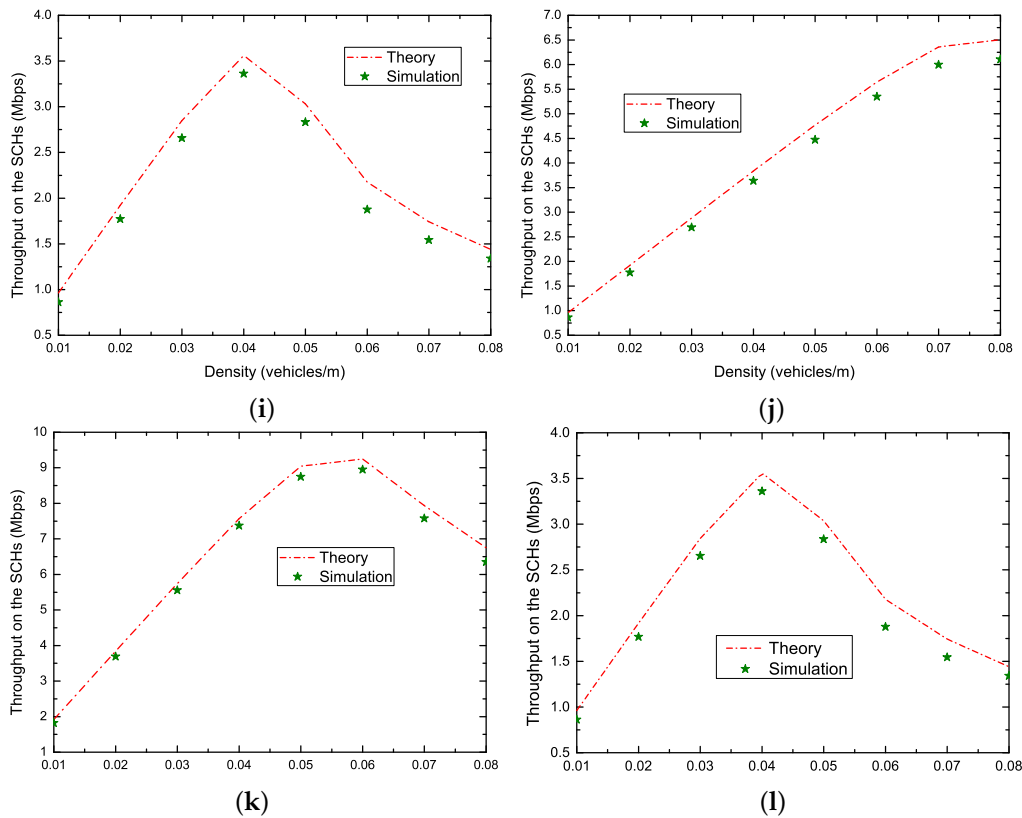 4.0
3.5
3.0
2.5
2.0
1.5
1.0
0.5
Throughput on the SCHs (Mbps)
Theory
Simulation
0.01 0.02 0.03 0.04 0.05 0.06 0.07 0.08
Density (vehicles/m)
(i)
7.0
6.5
6.0
5.5
5.0
4.5
4.0
3.5
3.0
2.5
2.0
1.5
1.0
0.5
Throughput on the SCHs (Mbps)
Theory
Simulation
0.01 0.02 0.03 0.04 0.05 0.06 0.07 0.08
Density (vehicles/m)
(j)
10
9
8
7
6
5
4
3
2
1
Throughput on the SCHs (Mbps)
Theory
Simulation
0.01 0.02 0.03 0.04 0.05 0.06 0.07 0.08
(k)
4.0
3.5
3.0
2.5
2.0
1.5
1.0
0.5
Throughput on the SCHs (Mbps)
Theory
Simulation
0.01 0.02 0.03 0.04 0.05 0.06 0.07 0.08
(l)